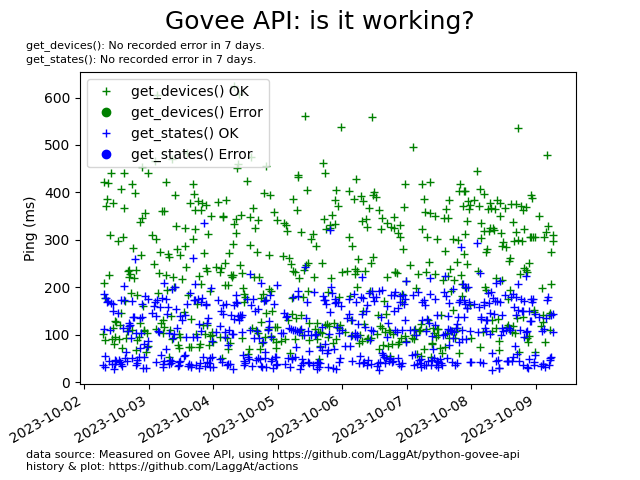 Govee API: is it working?
get_devices(): No recorded error in 7 days.
get_states(): No recorded error in 7 days.
get_devices() OK
get_devices() Error
get_states() OK
get_states() Error
Ping (ms)
600
500
400
300
200
100
0
2023-10-02
2023-10-03
2023-10-04
2023-10-05
2023-10-06
2023-10-07
2023-10-08
2023-10-09
data source: Measured on Govee API, using https://github.com/LaggAt/python-govee-api
history & plot: https://github.com/LaggAt/actions